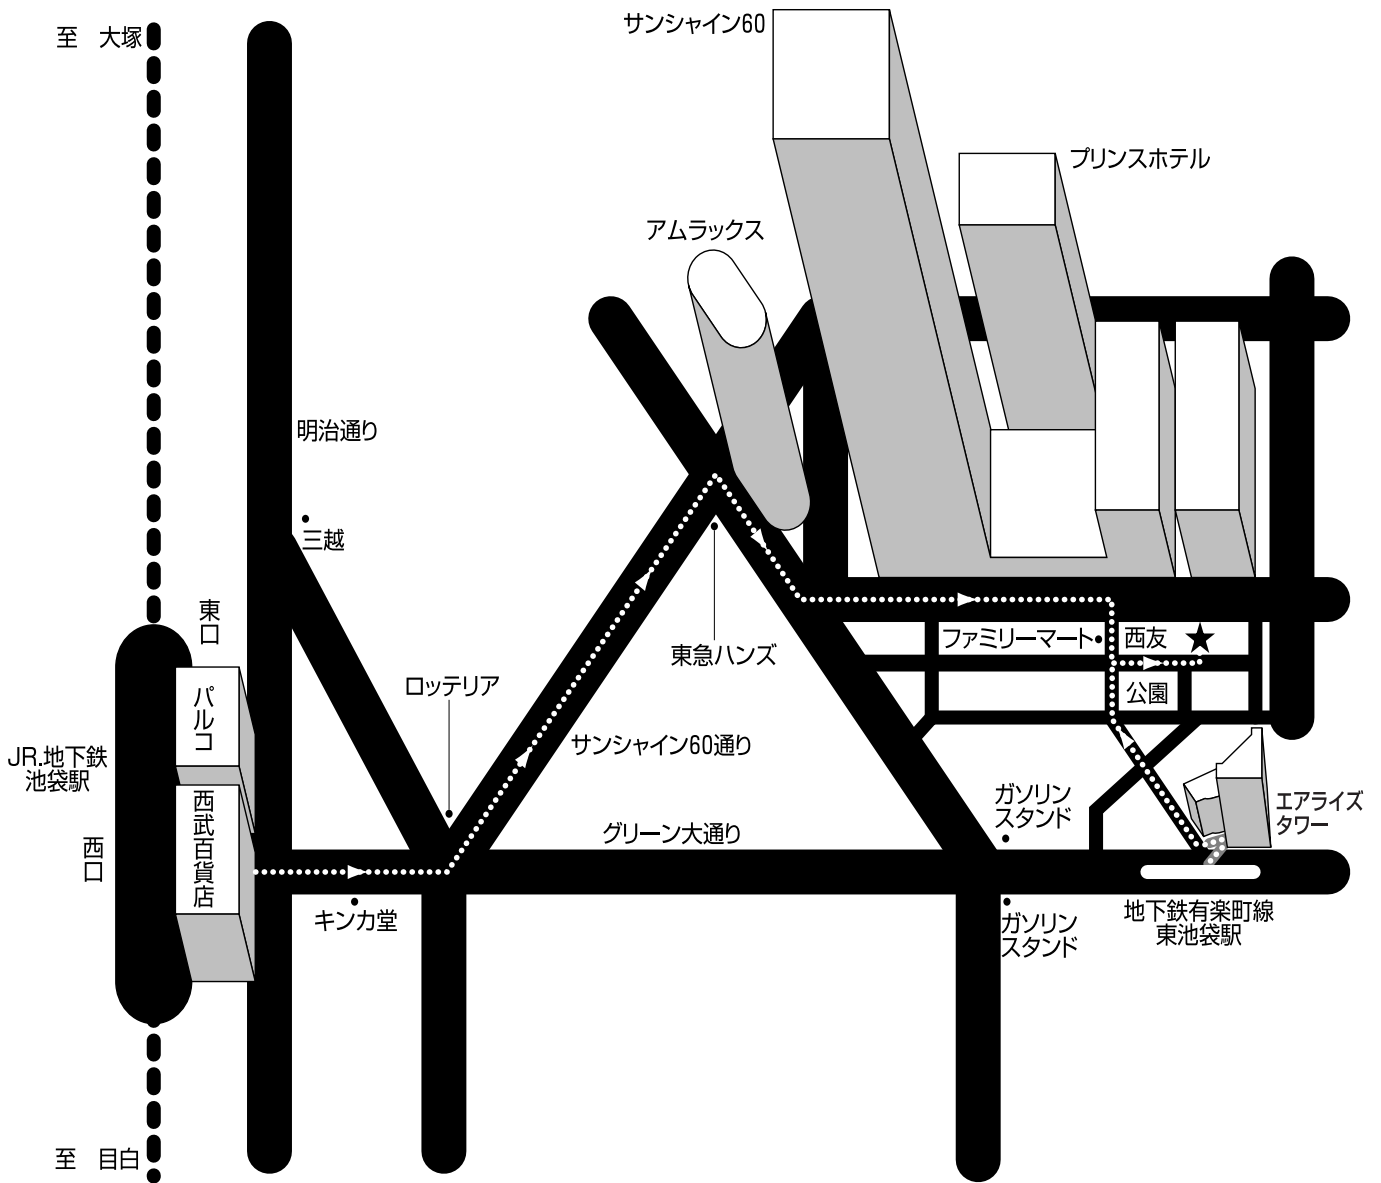 至 大塚
サンシャイン60
プリンスホテル
アムラックス
明治通り
三越
東口
パルコ
ロッテリア
東急ハンズ
ファミリーマート
西友
★
公園
JR.地下鉄
池袋駅
サンシャイン60通り
西武百貨店
西口
グリーン大通り
ガソリン
スタンド
エアライズ
タワー
キンカ堂
ガソリン
スタンド
地下鉄有楽町線
東池袋駅
至 目白